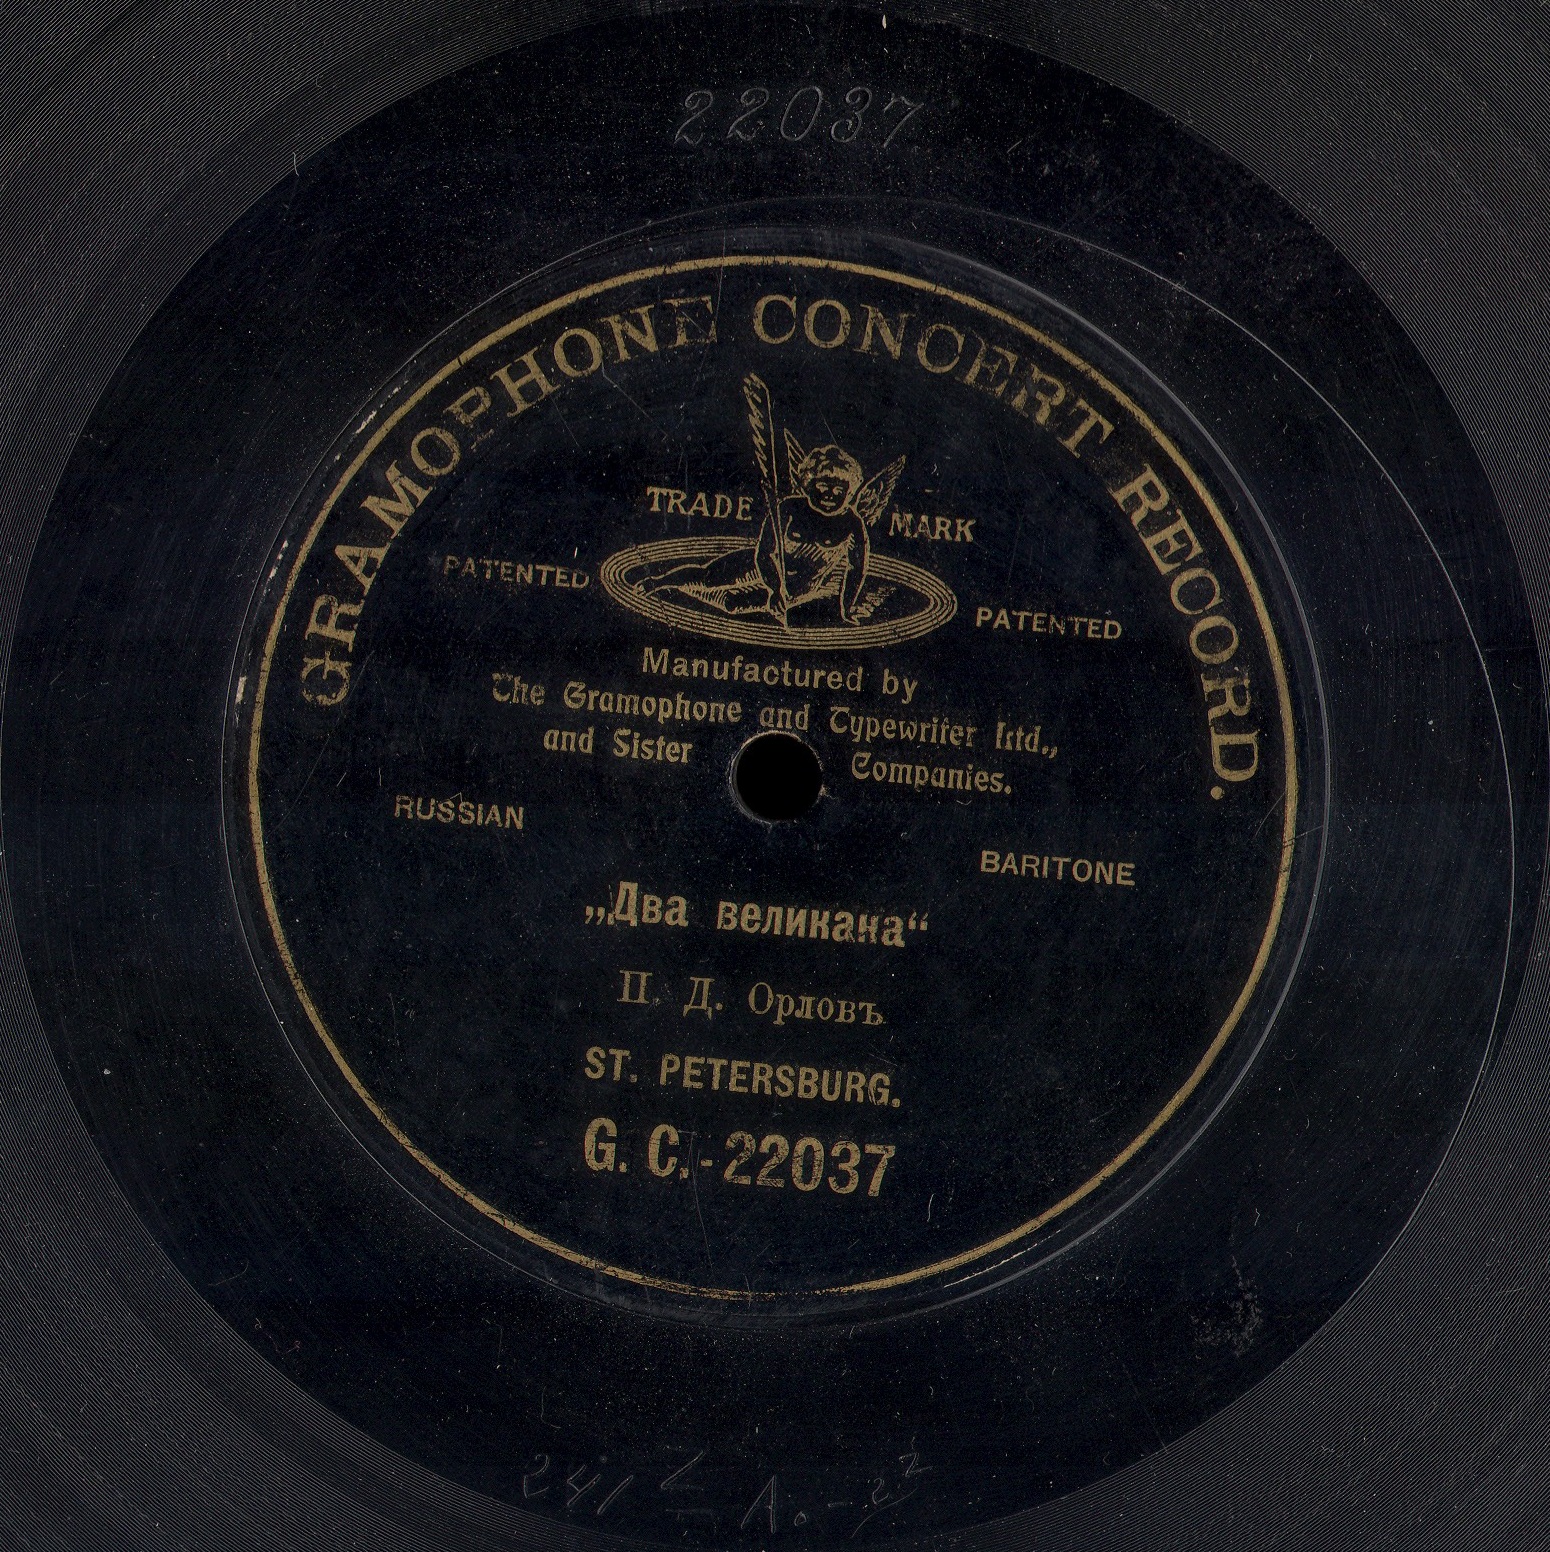 22037
GRAMOPHONE CONCERT RECORD.
TRADE MARK
PATENTED PATENTED
Manufactured by
The Gramophone and Typewriter Ltd.,
and Sister Companies.
RUSSIAN
BARITONE
„Два великана“
П. Д. Орловъ
ST. PETERSBURG.
G. C.-22037
241